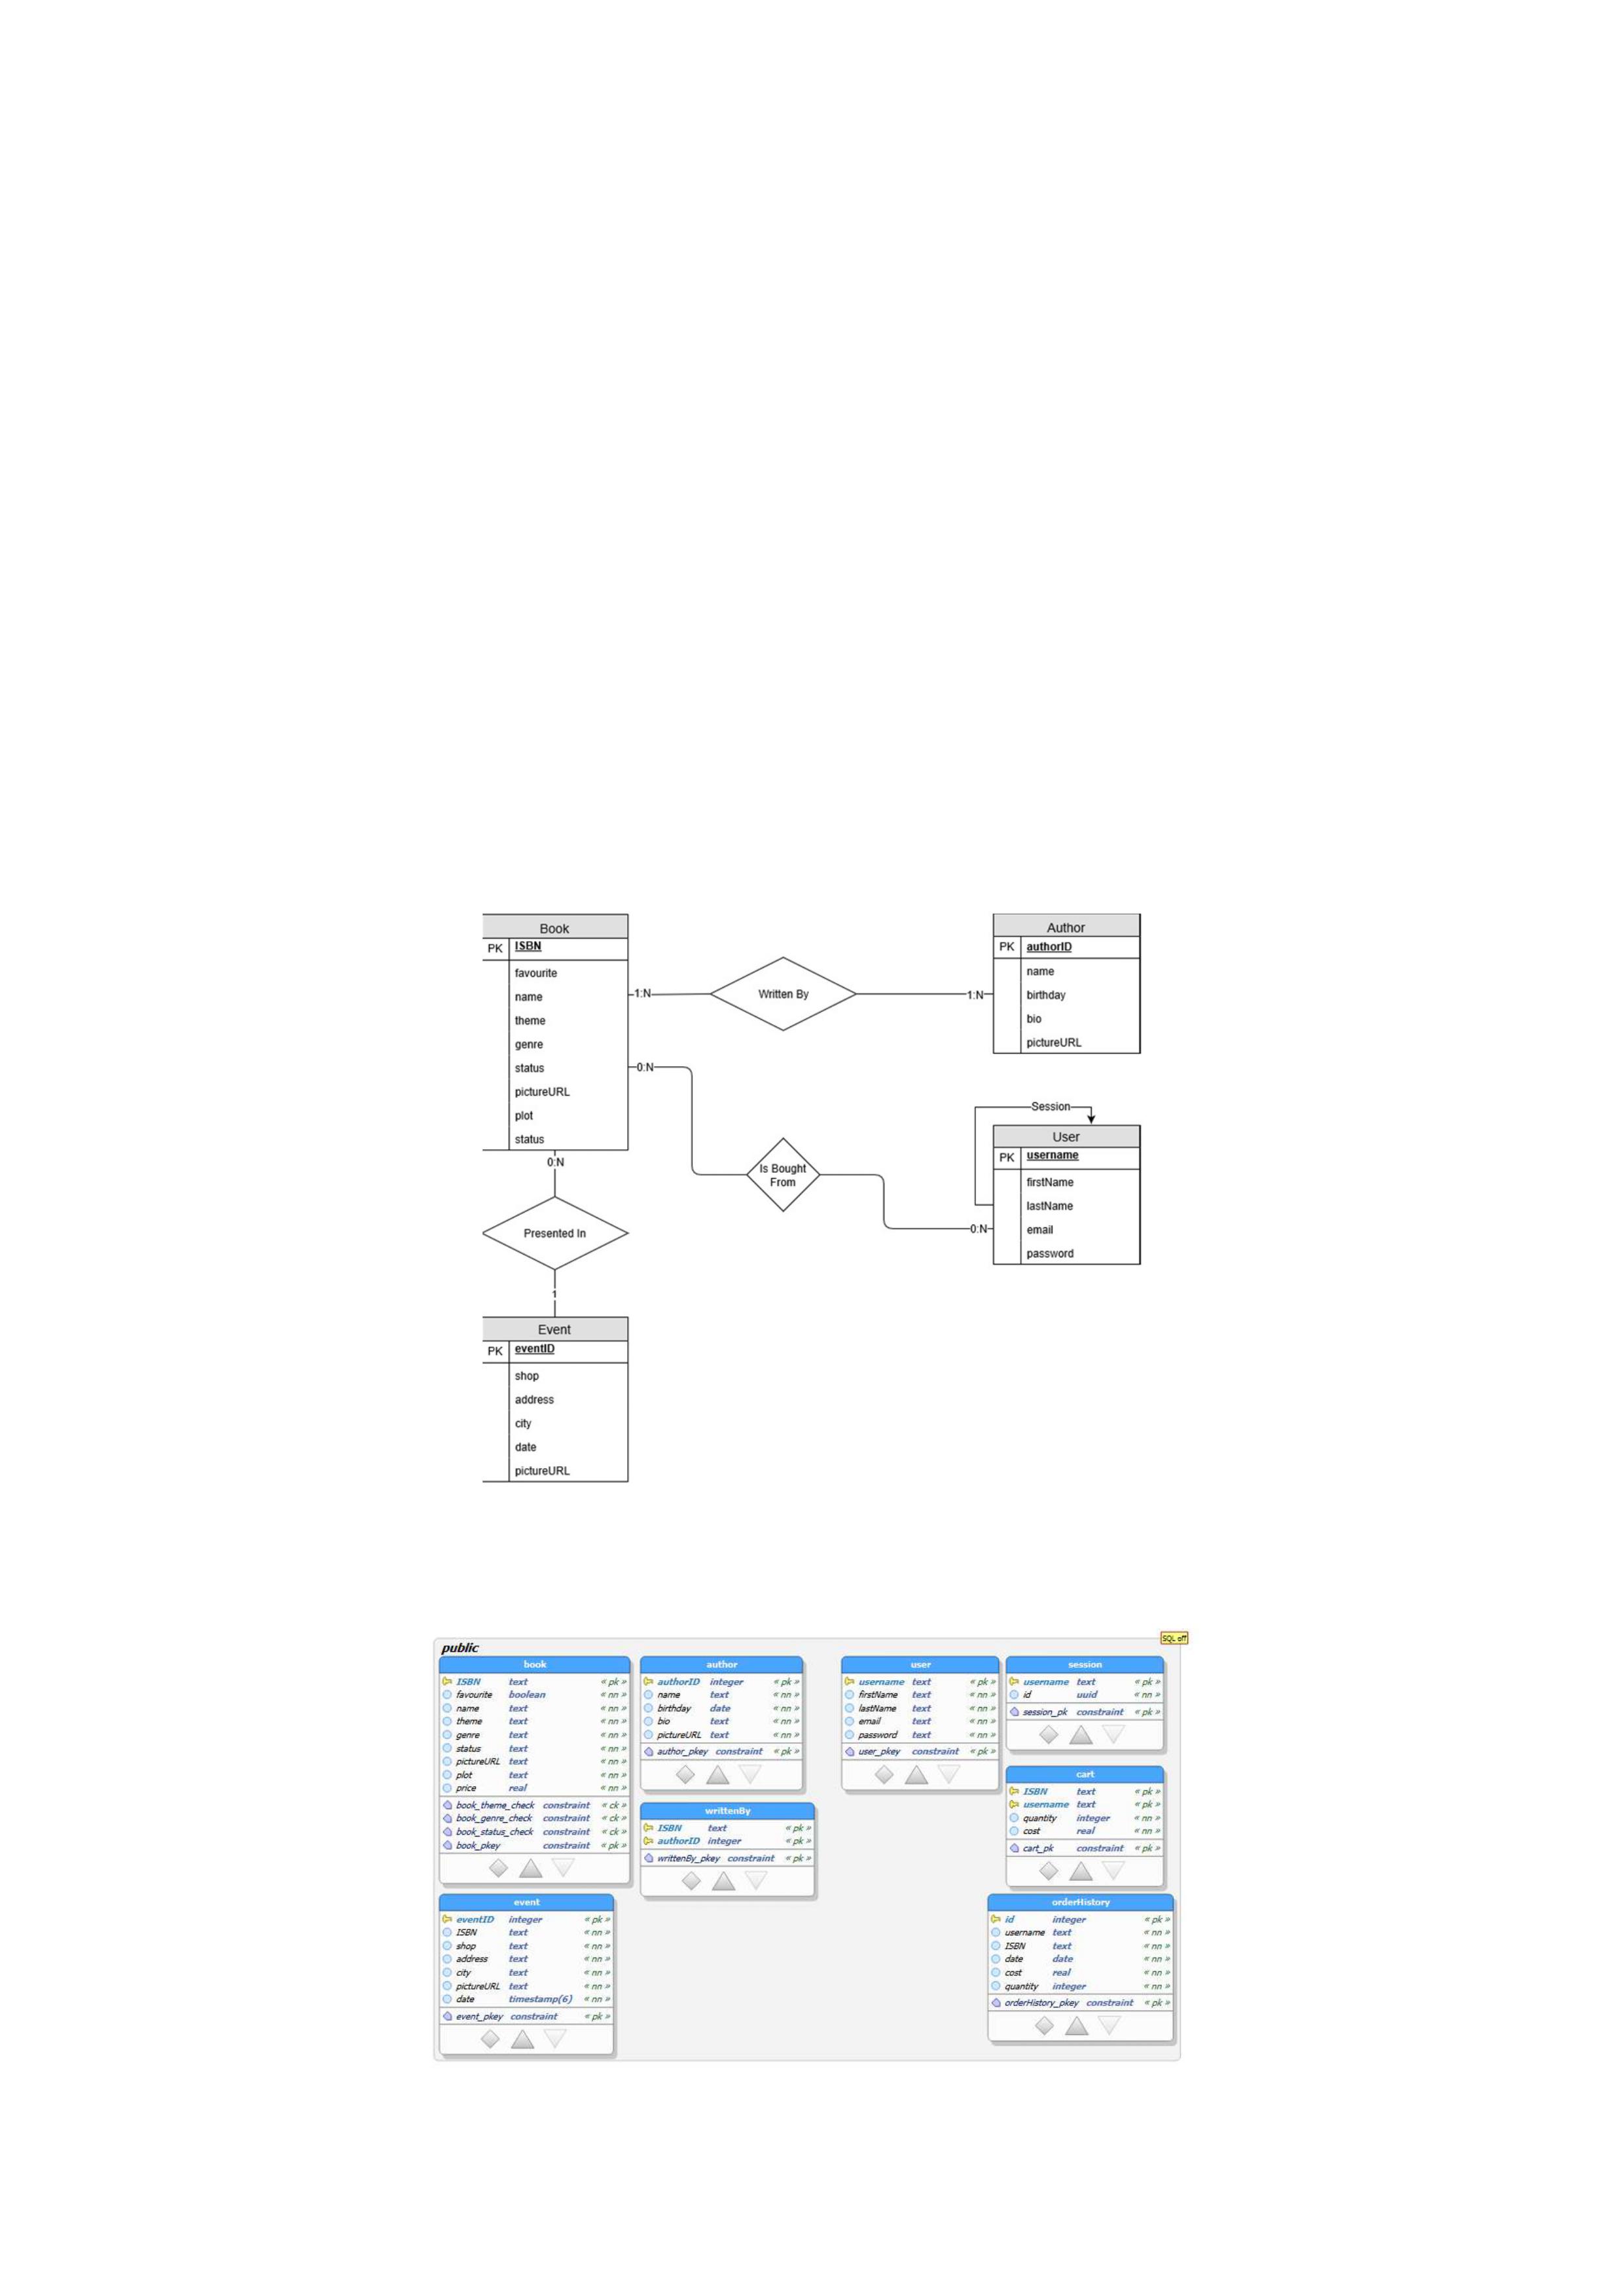 Book
PK ISBN
favourite
name
theme
genre
status
pictureURL
plot
status
1:N
Written By
1:N
Author
PK authorID
name
birthday
bio
pictureURL
0:N
Is Bought
From
0:N
Session
User
PK username
firstName
lastName
email
password
0:N
Presented In
1
Event
PK eventID
shop
address
city
date
pictureURL
SQL off
public
book
ISBN text « pk »
favourite boolean « nn »
name text « nn »
theme text « nn »
genre text « nn »
status text « nn »
pictureURL text « nn »
plot text « nn »
price real « nn »
book_theme_check constraint « ck »
book_genre_check constraint « ck »
book_status_check constraint « ck »
book_pkey constraint « pk »
author
authorID integer « pk »
name text « nn »
birthday date « nn »
bio text « nn »
pictureURL text « nn »
author_pkey constraint « pk »
user
username text « pk »
firstName text « nn »
lastName text « nn »
email text « nn »
password text « nn »
user_pkey constraint « pk »
session
username text « pk »
id uuid « nn »
session_pk constraint « pk »
cart
ISBN text « pk »
username text « pk »
quantity integer « nn »
cost real « nn »
cart_pk constraint « pk »
writtenBy
ISBN text « pk »
authorID integer « pk »
writtenBy_pkey constraint « pk »
event
eventID integer « pk »
ISBN text « nn »
shop text « nn »
address text « nn »
city text « nn »
pictureURL text « nn »
date timestamp(6) « nn »
event_pkey constraint « pk »
orderHistory
id integer « pk »
username text « nn »
ISBN text « nn »
date date « nn »
cost real « nn »
quantity integer « nn »
orderHistory_pkey constraint « pk »